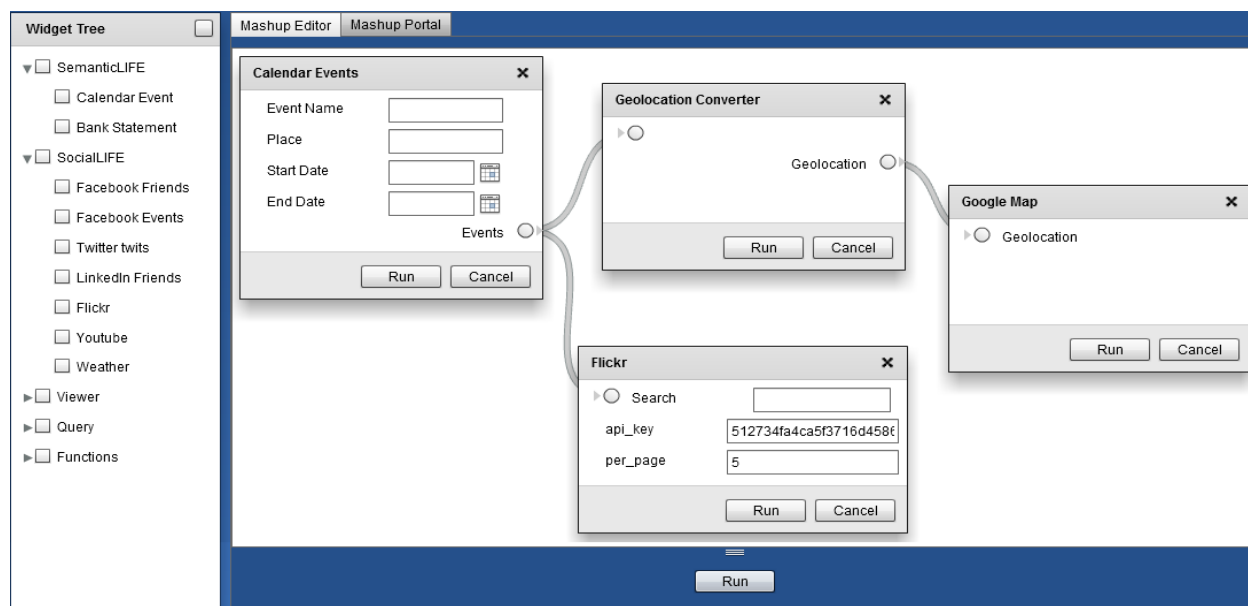 Widget Tree
SemanticLIFE
Calendar Event
Bank Statement
SocialLIFE
Facebook Friends
Facebook Events
Twitter twits
LinkedIn Friends
Flickr
Youtube
Weather
Viewer
Query
Functions
Mashup Editor
Mashup Portal
Calendar Events
Event Name
Place
Start Date
End Date
Events
Run Cancel
Geolocation Converter
Geolocation
Run Cancel
Google Map
Geolocation
Run Cancel
Flickr
Search
api_key 512734fa4ca5f3716d4586
per_page 5
Run Cancel
Run